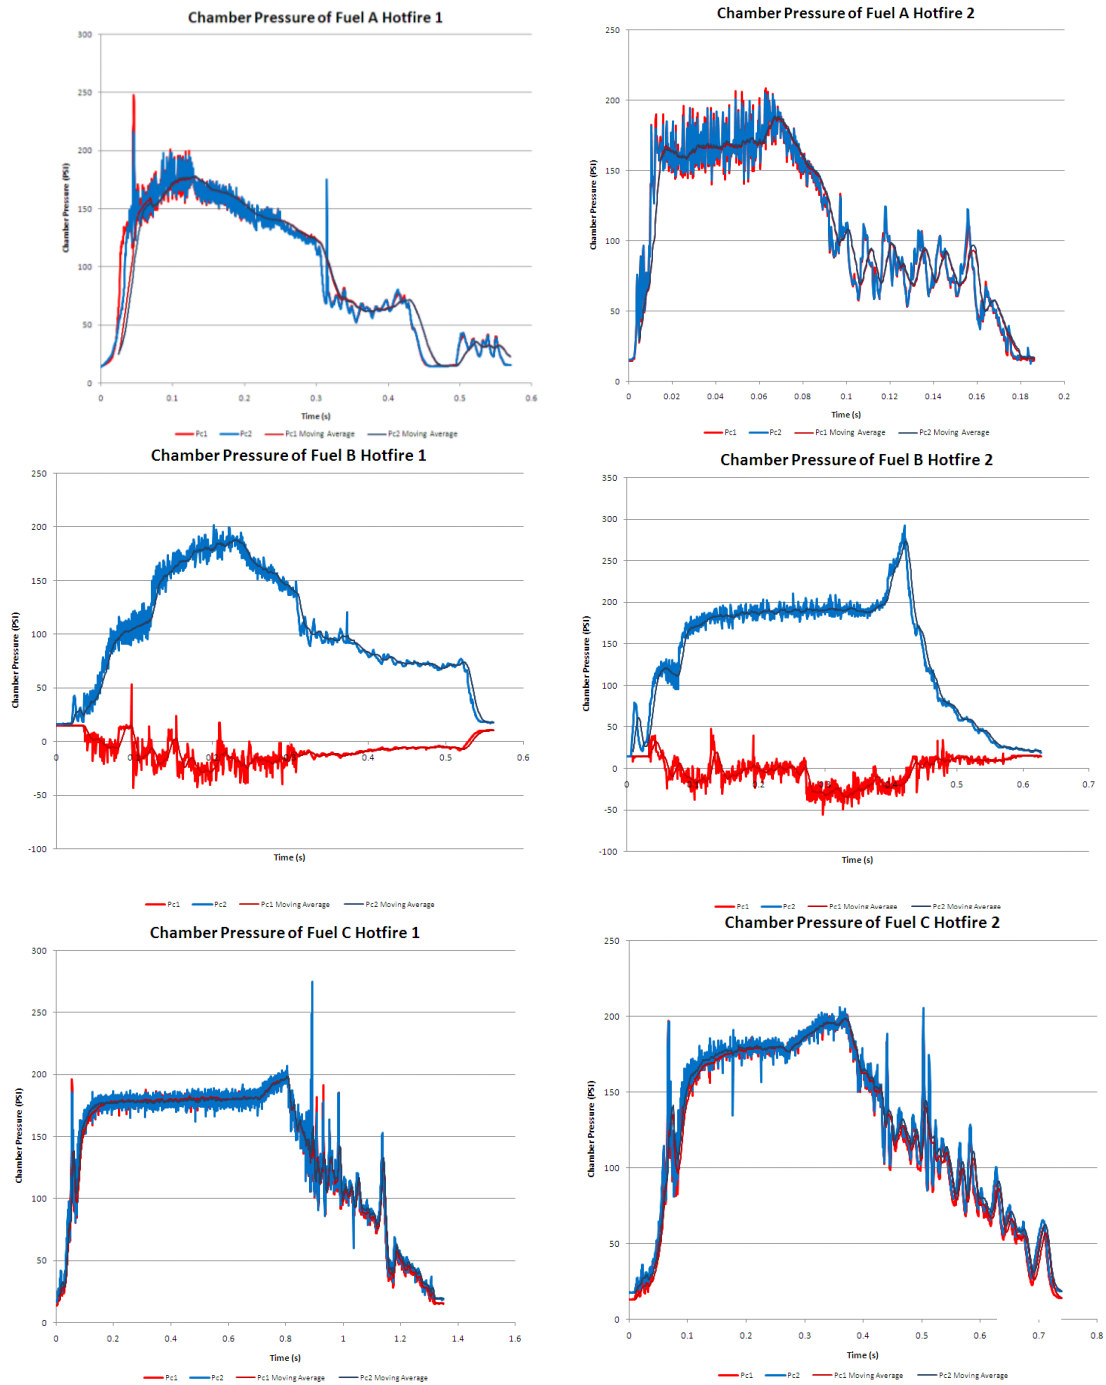 Chamber Pressure of Fuel A Hotfire 1
300
250
200
150
100
50
0
Chamber Pressure (PSI)
0 0.1 0.2 0.3 0.4 0.5 0.6
Time (s)
Pc1 Pc2 Pc1 Moving Average Pc2 Moving Average
Chamber Pressure of Fuel A Hotfire 2
250
200
150
100
50
0
Chamber Pressure (PSI)
0 0.02 0.04 0.06 0.08 0.1 0.12 0.14 0.16 0.18 0.2
Time (s)
Pc1 Pc2 Pc1 Moving Average Pc2 Moving Average
Chamber Pressure of Fuel B Hotfire 1
250
200
150
100
50
0
-50
-100
Chamber Pressure (PSI)
0 0.3 0.4 0.5 0.6
Time (s)
Pc1 Pc2 Pc1 Moving Average Pc2 Moving Average
Chamber Pressure of Fuel B Hotfire 2
350
300
250
200
150
100
50
0
-50
-100
Chamber Pressure (PSI)
0 0.2 0.5 0.6 0.7
Time (s)
Pc1 Pc2 Pc1 Moving Average Pc2 Moving Average
Chamber Pressure of Fuel C Hotfire 1
300
250
200
150
100
50
0
Chamber Pressure (PSI)
0 0.2 0.4 0.6 0.8 1 1.2 1.4 1.6
Time (s)
Pc1 Pc2 Pc1 Moving Average Pc2 Moving Average
Chamber Pressure of Fuel C Hotfire 2
250
200
150
100
50
0
Chamber Pressure (PSI)
0 0.1 0.2 0.3 0.4 0.5 0.6 0.7 0.8
Time (s)
Pc1 Pc2 Pc1 Moving Average Pc2 Moving Average